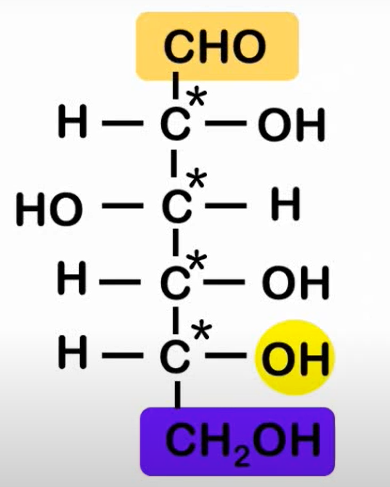 CHO
H — C* — OH
HO — C* — H
H — C* — OH
H — C* — OH
CH₂OH